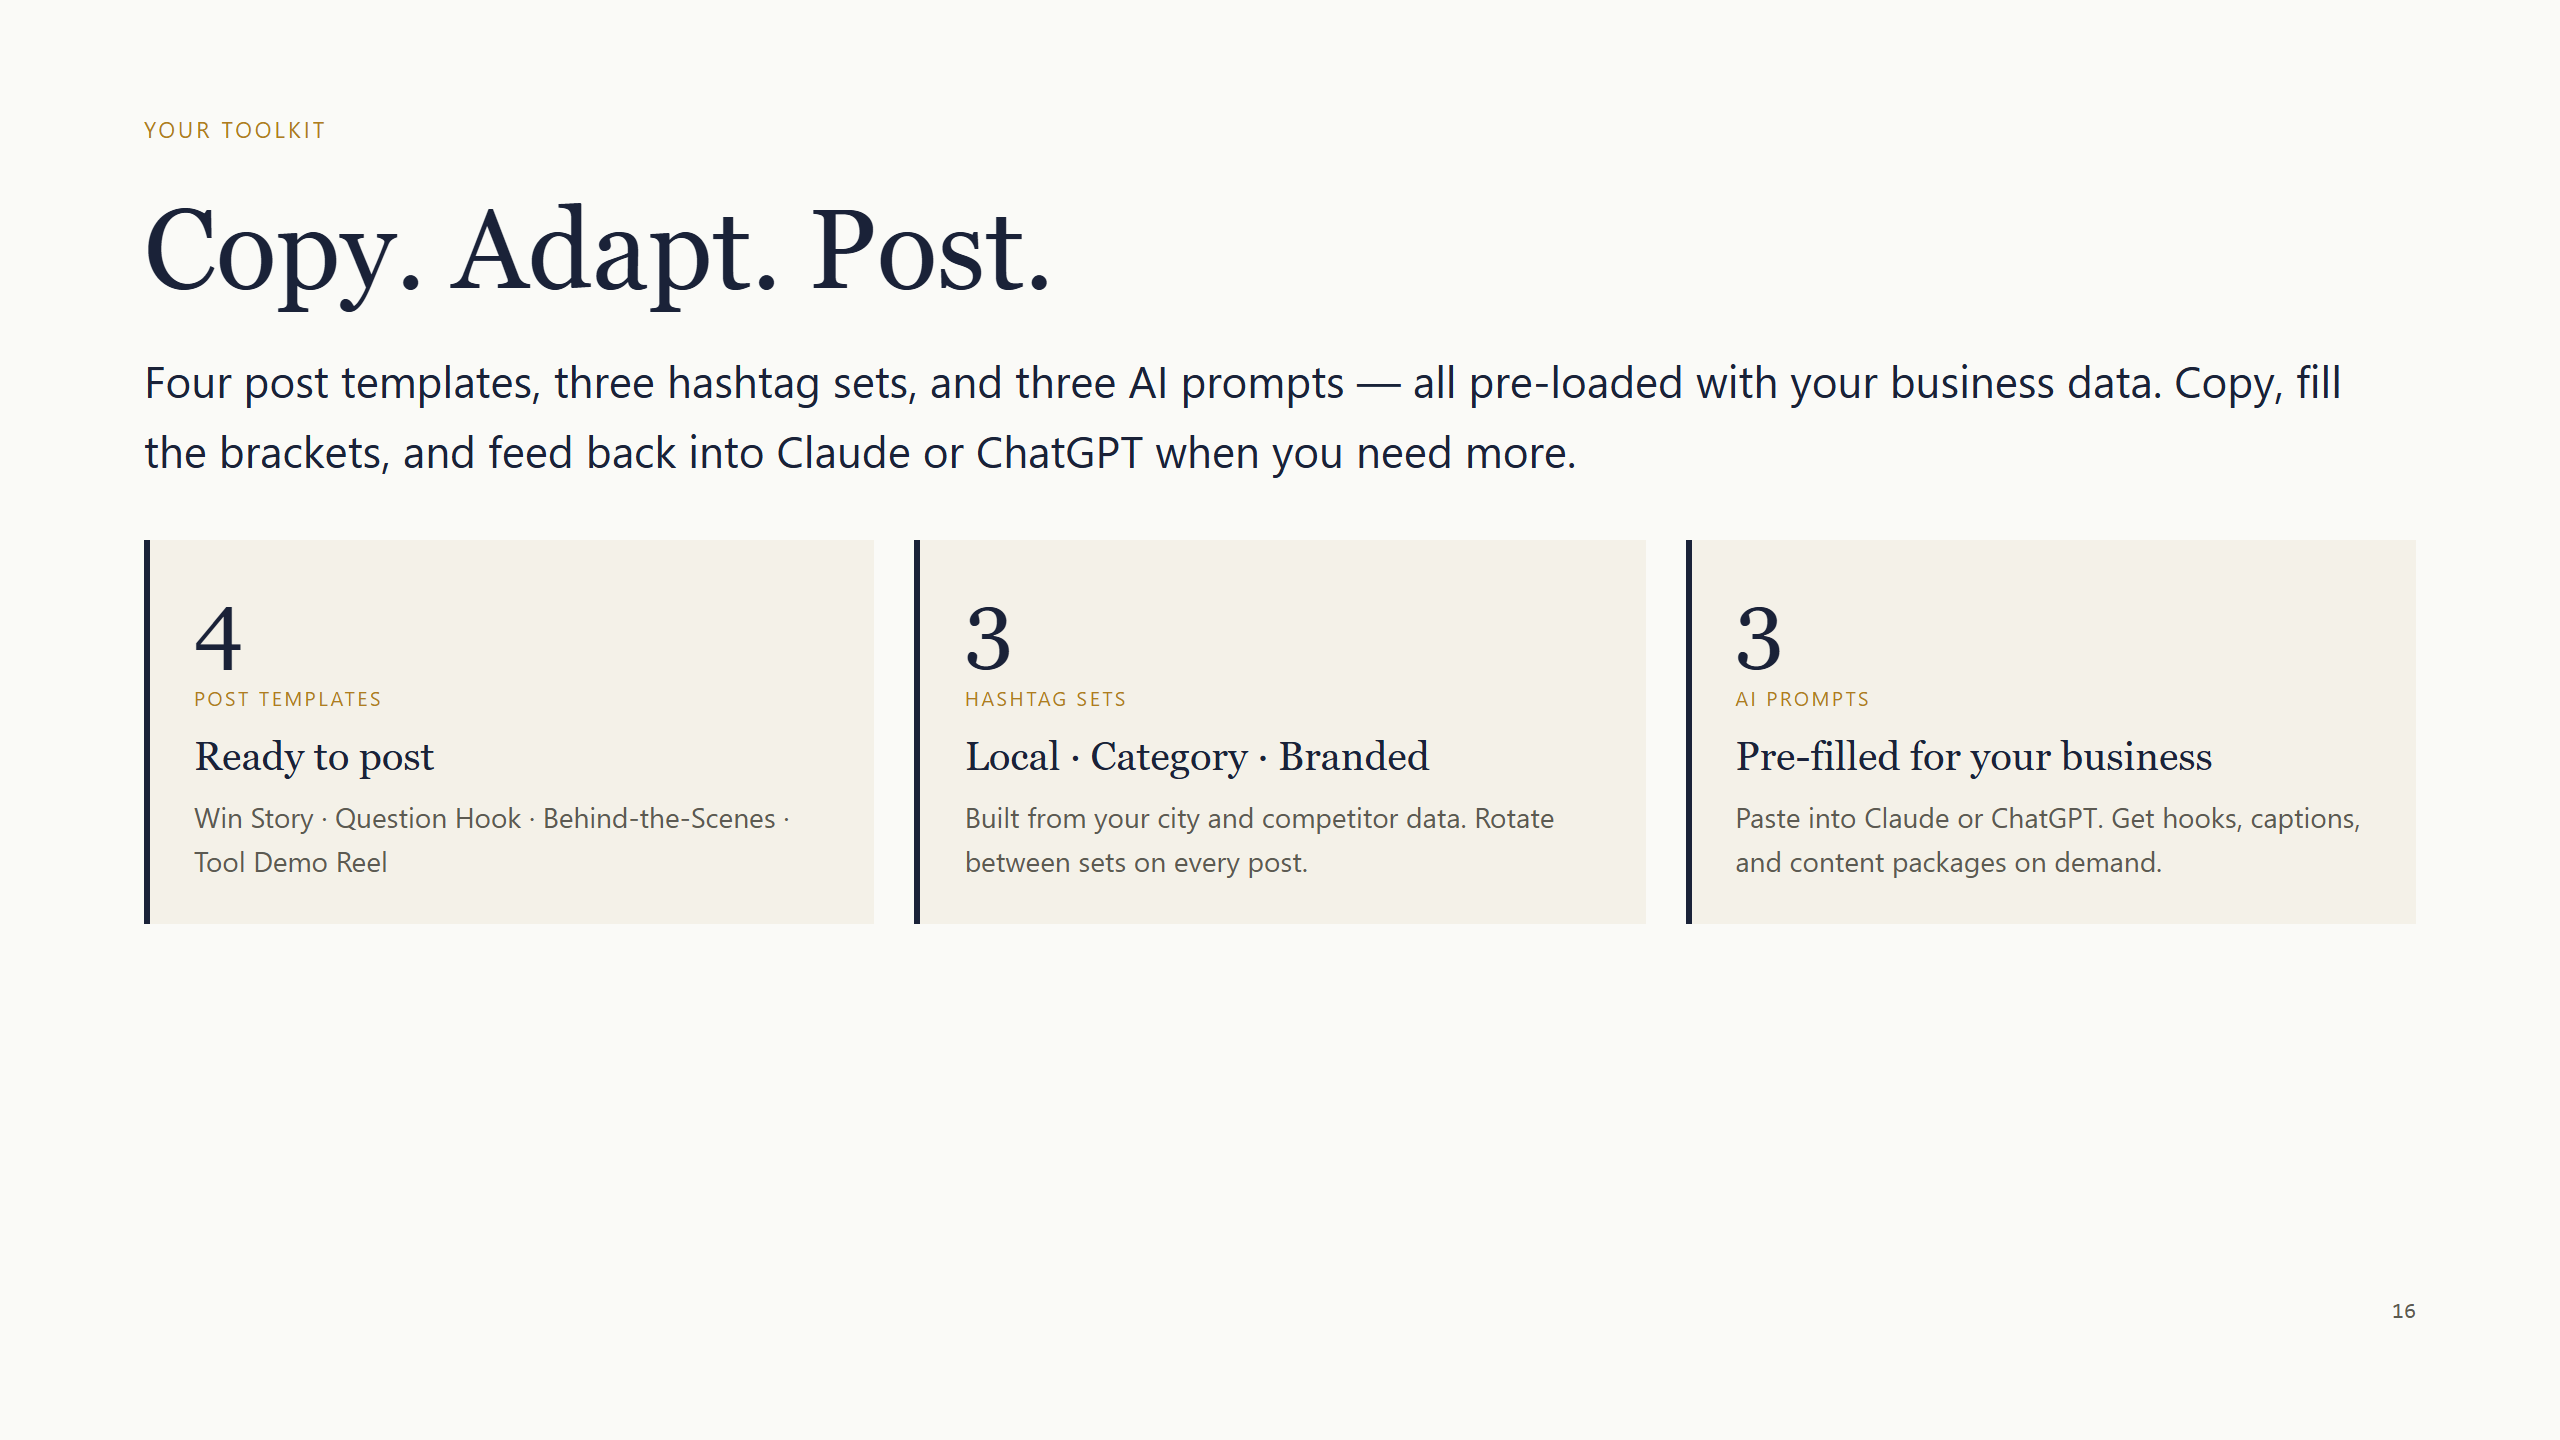 YOUR TOOLKIT
Copy. Adapt. Post.
Four post templates, three hashtag sets, and three AI prompts — all pre-loaded with your business data. Copy, fill
the brackets, and feed back into Claude or ChatGPT when you need more.
4
POST TEMPLATES
Ready to post
Win Story · Question Hook · Behind-the-Scenes ·
Tool Demo Reel
3
HASHTAG SETS
Local · Category · Branded
Built from your city and competitor data. Rotate
between sets on every post.
3
AI PROMPTS
Pre-filled for your business
Paste into Claude or ChatGPT. Get hooks, captions,
and content packages on demand.
16